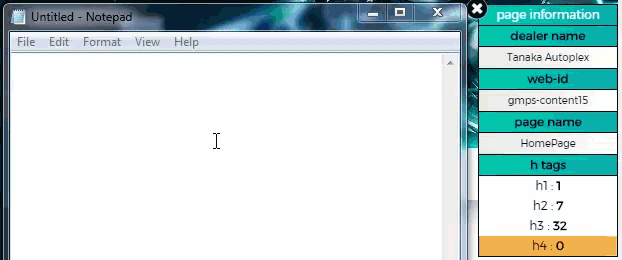 Untitled - Notepad
File Edit Format View Help
page information
dealer name
Tanaka Autoplex
web-id
gmps-content15
page name
HomePage
h tags
h1 : 1
h2 : 7
h3 : 32
h4 : 0